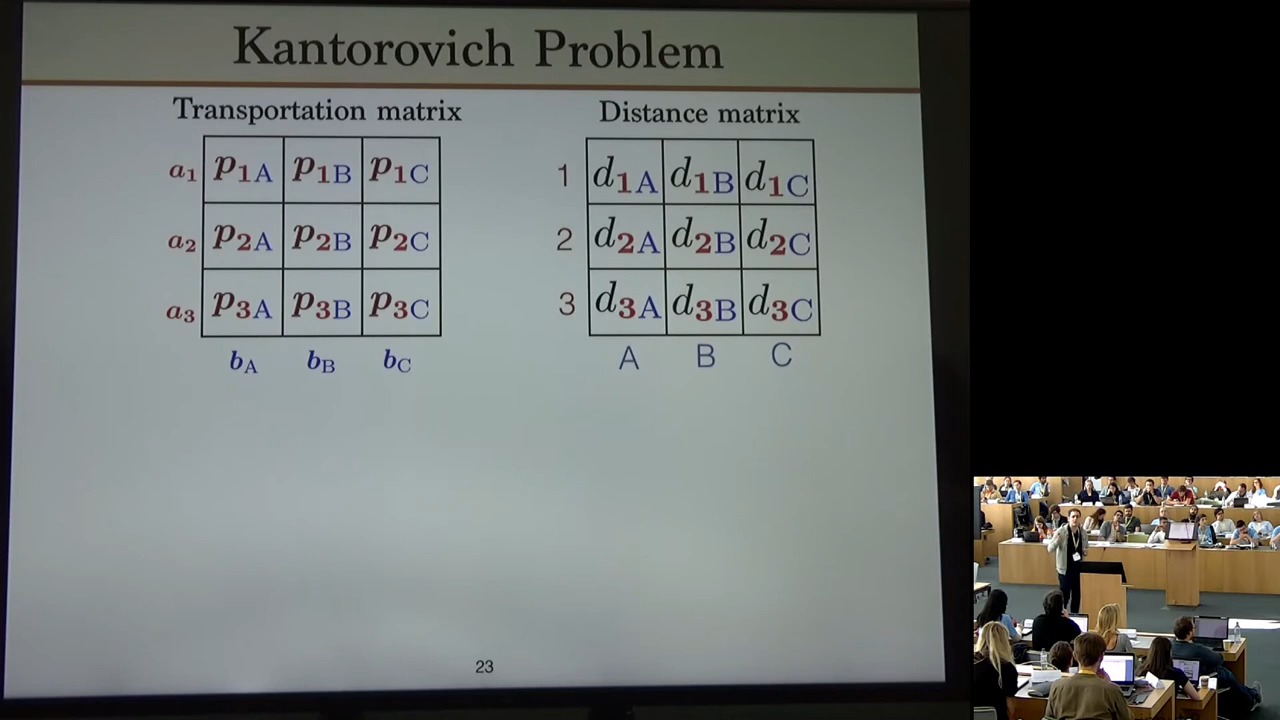 Kantorovich Problem
Transportation matrix
a1 p1A p1B p1C
a2 p2A p2B p2C
a3 p3A p3B p3C
bA bB bC
Distance matrix
1 d1A d1B d1C
2 d2A d2B d2C
3 d3A d3B d3C
A B C
23